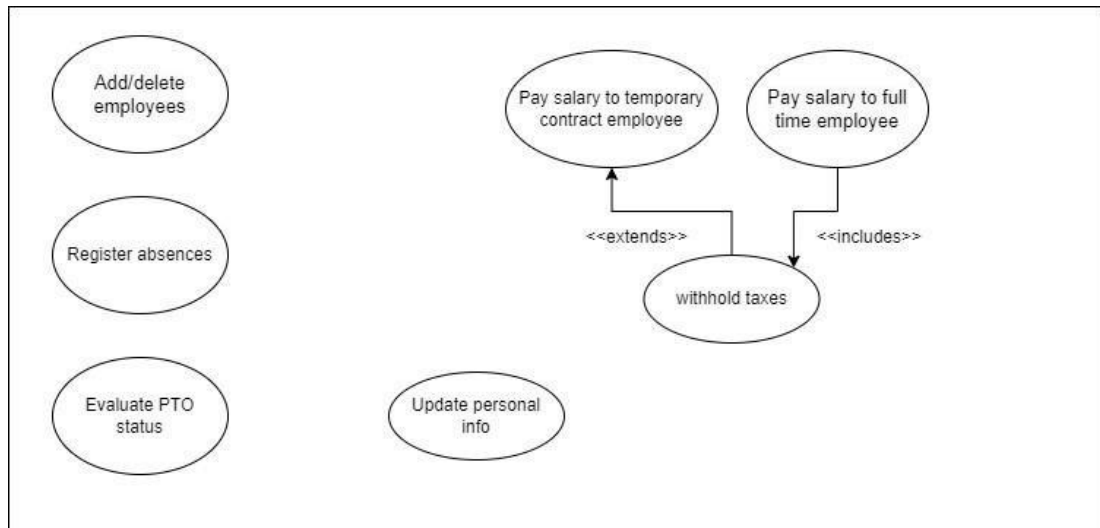 Add/delete
employees
Pay salary to temporary
contract employee
Pay salary to full
time employee
Register absences
<<extends>>
<<includes>>
withhold taxes
Evaluate PTO
status
Update personal
info